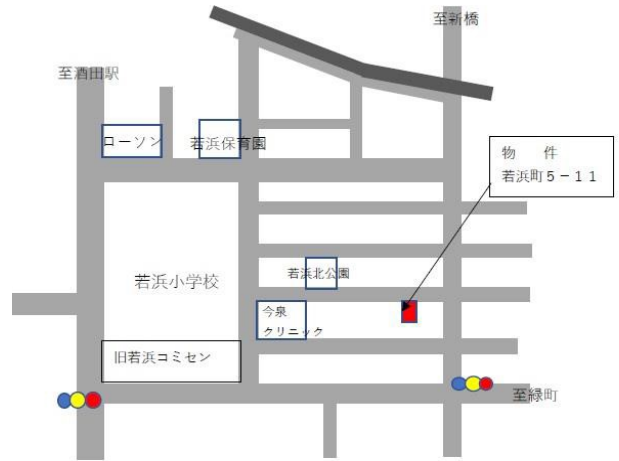 至新橋
至酒田駅
ローソン
若浜保育園
物　件
若浜町５－１１
若浜北公園
若浜小学校
今泉
クリニック
旧若浜コミセン
至緑町